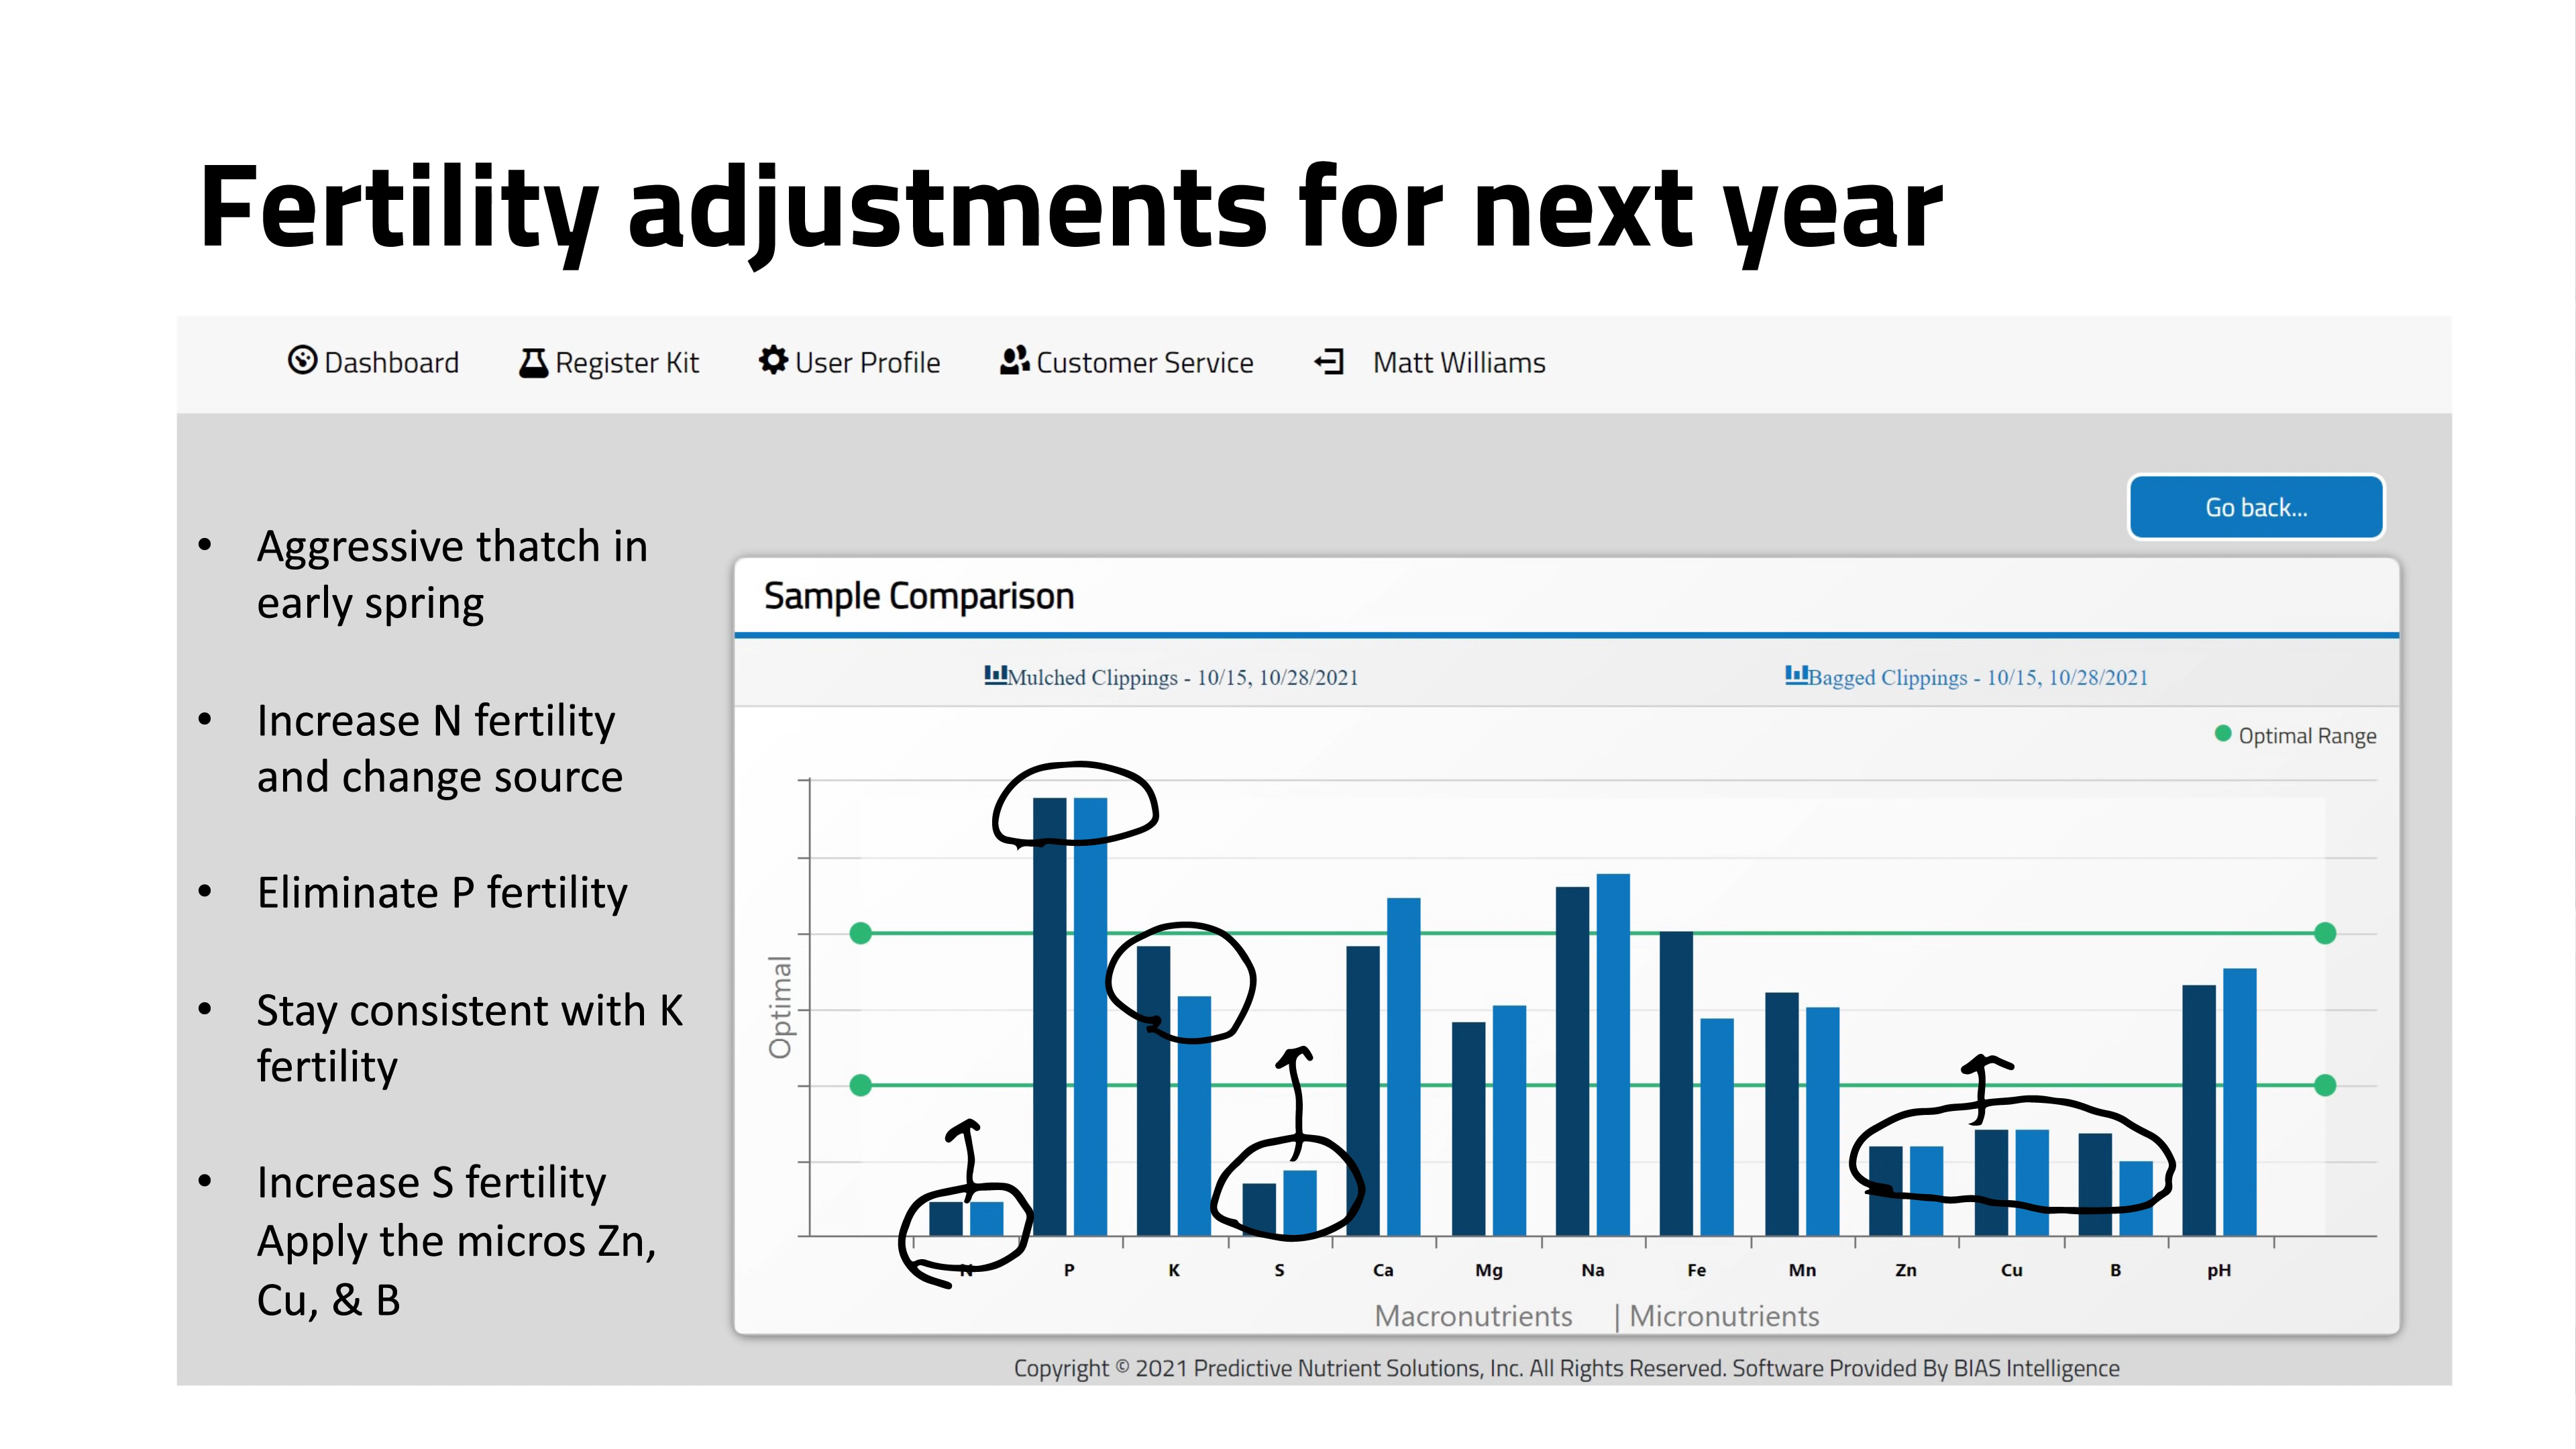 Fertility adjustments for next year
Dashboard Register Kit User Profile Customer Service Matt Williams
• Aggressive thatch in
early spring
• Increase N fertility
and change source
• Eliminate P fertility
• Stay consistent with K
fertility
• Increase S fertility
Apply the micros Zn,
Cu, & B
Go back...
Sample Comparison
Mulched Clippings - 10/15, 10/28/2021 Bagged Clippings - 10/15, 10/28/2021
Optimal Range
Optimal
N P K S Ca Mg Na Fe Mn Zn Cu B pH
Macronutrients | Micronutrients
Copyright © 2021 Predictive Nutrient Solutions, Inc. All Rights Reserved. Software Provided By BIAS Intelligence